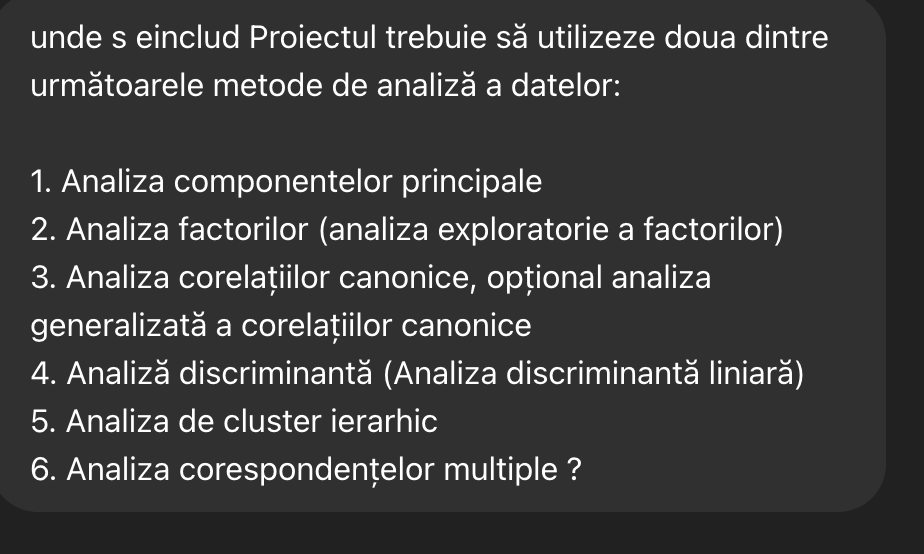 unde s einclud Proiectul trebuie să utilizeze doua dintre
următoarele metode de analiză a datelor:
1. Analiza componentelor principale
2. Analiza factorilor (analiza exploratorie a factorilor)
3. Analiza corelațiilor canonice, opțional analiza
generalizată a corelațiilor canonice
4. Analiză discriminantă (Analiza discriminantă liniară)
5. Analiza de cluster ierarhic
6. Analiza corespondențelor multiple ?